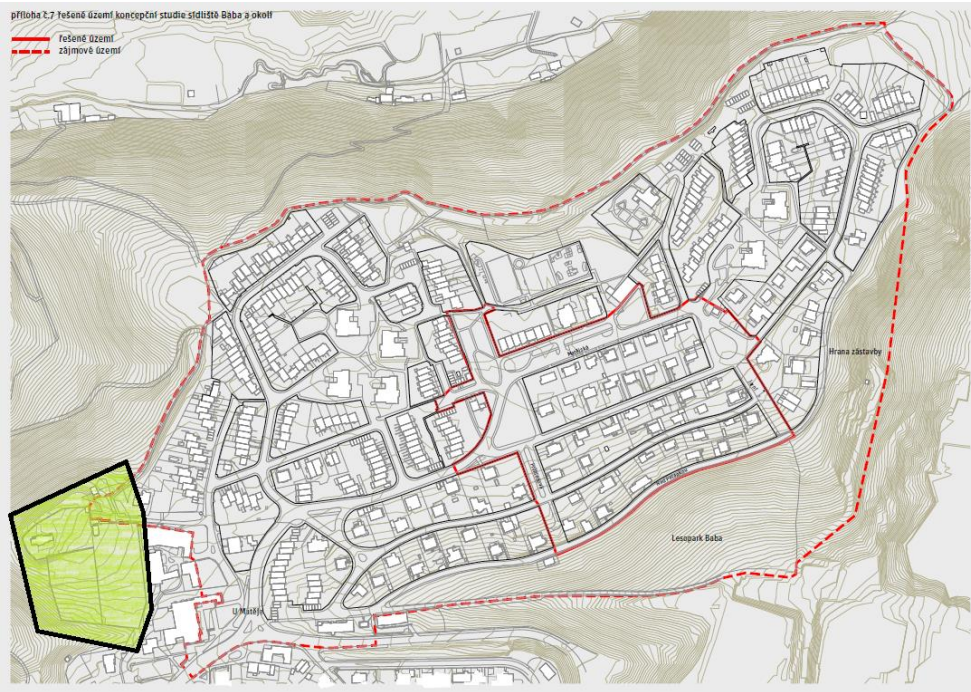 příloha č.7 řešené území koncepční studie sídliště Baba a okolí
řešené území
zájmové území
Hrana zástavby
Lesopark Baba
U Matěje